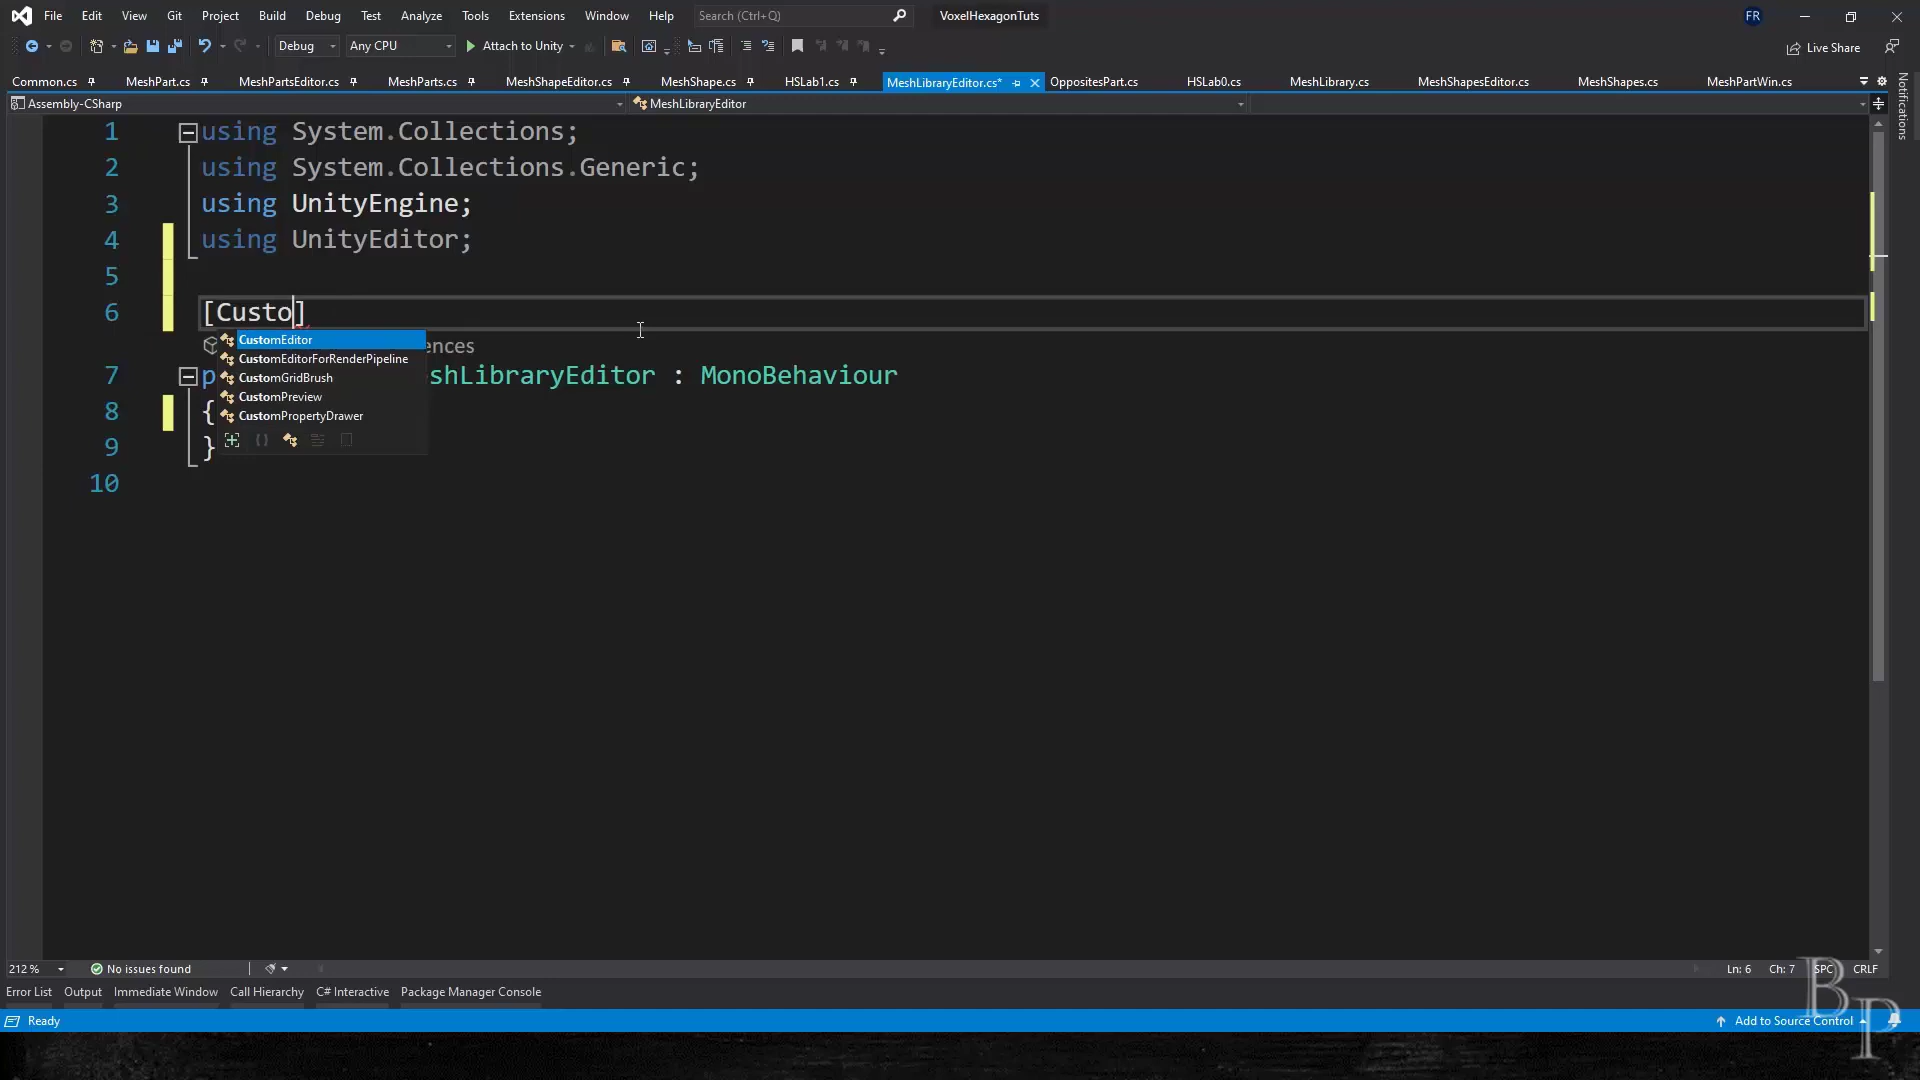 File Edit View Git Project Build Debug Test Analyze Tools Extensions Window Help Search (Ctrl+Q) VoxelHexagonTuts FR
Debug Any CPU Attach to Unity Live Share
Common.cs MeshPart.cs MeshPartsEditor.cs MeshParts.cs MeshShapeEditor.cs MeshShape.cs HSLab1.cs MeshLibraryEditor.cs* OppositesPart.cs HSLab0.cs MeshLibrary.cs MeshShapesEditor.cs MeshShapes.cs MeshPartWin.cs
Notifications
Assembly-CSharp MeshLibraryEditor
1 using System.Collections;
2 using System.Collections.Generic;
3 using UnityEngine;
4 using UnityEditor;
5
6 [Custo]
CustomEditor
ences
CustomEditorForRenderPipeline
7 p shLibraryEditor : MonoBehaviour
CustomGridBrush
CustomPreview
8 {
CustomPropertyDrawer
9 }
10
212 % No issues found Ln: 6 Ch: 7 SPC CRLF
Error List Output Immediate Window Call Hierarchy C# Interactive Package Manager Console
Ready Add to Source Control
BP